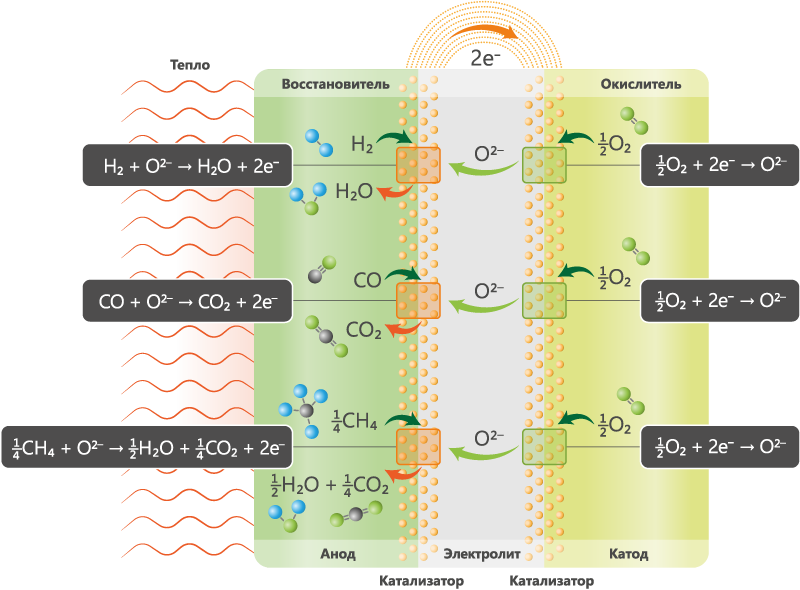 2e⁻
Тепло
Восстановитель
Окислитель
H₂
O²⁻
½O₂
H₂ + O²⁻ → H₂O + 2e⁻
½O₂ + 2e⁻ → O²⁻
H₂O
CO
O²⁻
½O₂
CO + O²⁻ → CO₂ + 2e⁻
½O₂ + 2e⁻ → O²⁻
CO₂
¼CH₄
O²⁻
½O₂
¼CH₄ + O²⁻ → ½H₂O + ¼CO₂ + 2e⁻
½O₂ + 2e⁻ → O²⁻
½H₂O + ¼CO₂
Анод
Электролит
Катод
Катализатор
Катализатор